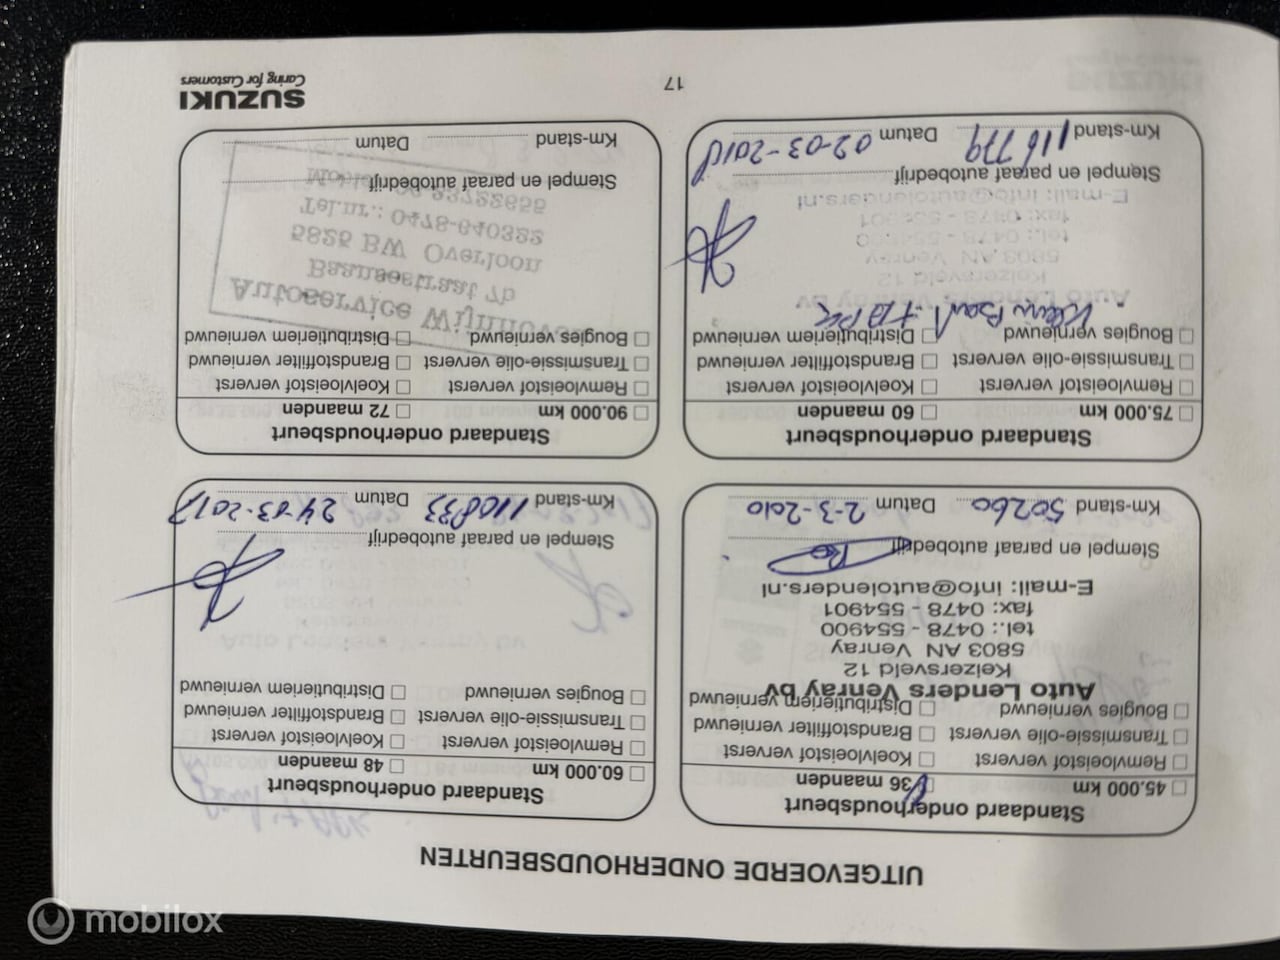 UITGEVOERDE ONDERHOUDSBEURTEN
Standaard onderhoudsbeurt
45.000 km 36 maanden
Remvloeistof ververst Koelvloeistof ververst
Transmissie-olie ververst Brandstoffilter vernieuwd
Bougies vernieuwd Distributieriem vernieuwd
Auto Lenders Venray bv
Keizersveld 12
5803 AN Venray
tel.: 0478 - 554900
fax: 0478 - 554901
E-mail: info@autolenders.nl
Stempel en paraaf autobedrijf
Km-stand 50260 Datum 2-3-2010
Standaard onderhoudsbeurt
60.000 km 48 maanden
Remvloeistof ververst Koelvloeistof ververst
Transmissie-olie ververst Brandstoffilter vernieuwd
Bougies vernieuwd Distributieriem vernieuwd
Stempel en paraaf autobedrijf
Km-stand 110833 Datum 24-03-2017
Standaard onderhoudsbeurt
75.000 km 60 maanden
Remvloeistof ververst Koelvloeistof ververst
Transmissie-olie ververst Brandstoffilter vernieuwd
Bougies vernieuwd Distributieriem vernieuwd
Stempel en paraaf autobedrijf
Km-stand 116779 Datum 02-03-2018
Standaard onderhoudsbeurt
90.000 km 72 maanden
Remvloeistof ververst Koelvloeistof ververst
Transmissie-olie ververst Brandstoffilter vernieuwd
Bougies vernieuwd Distributieriem vernieuwd
Autoservice Wijnhoven
5825 BW Overloon
Tel.nr.: 0478-640322
Stempel en paraaf autobedrijf
Km-stand Datum
17
SUZUKI
Caring for Customers
mobilox